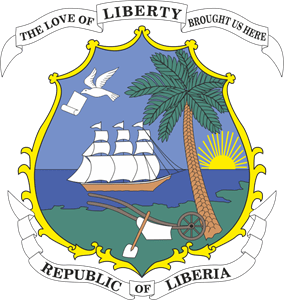 THE LOVE OF LIBERTY BROUGHT US HERE
REPUBLIC OF LIBERIA